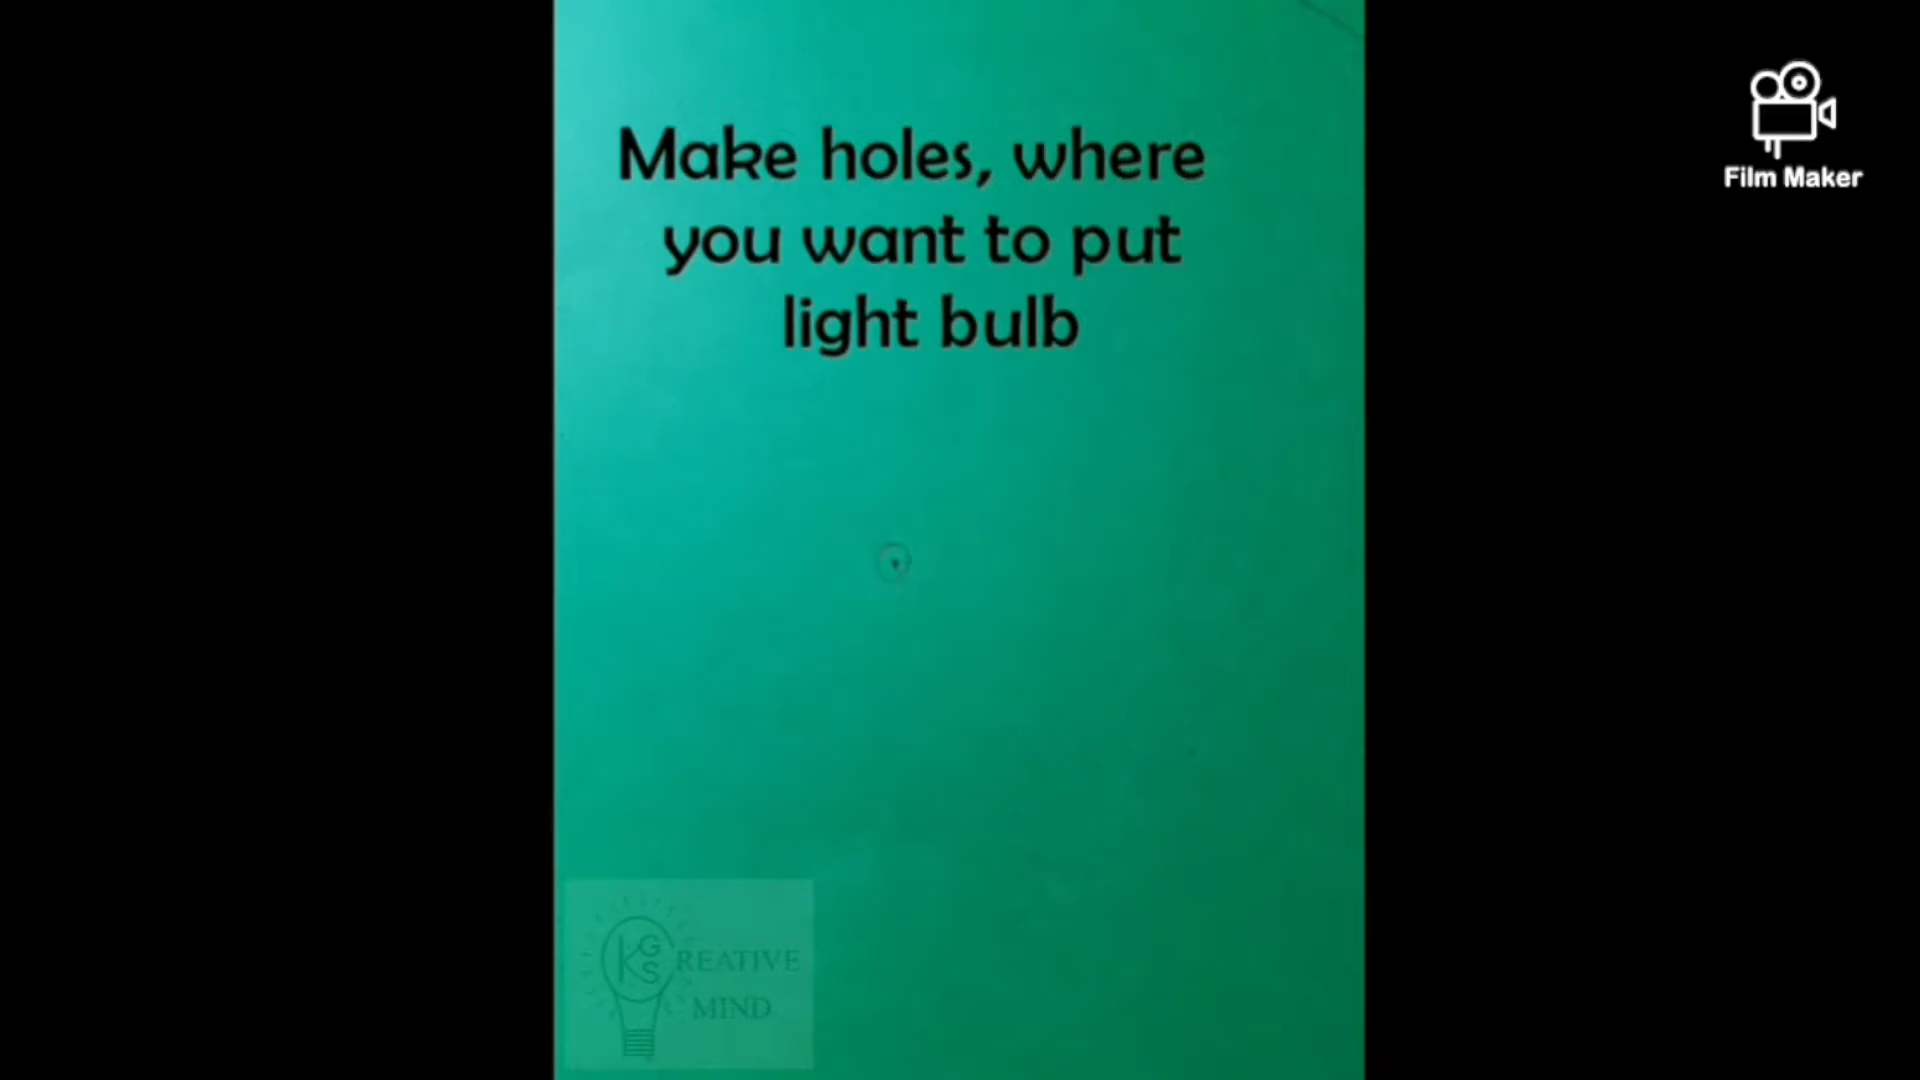 Make holes, where
you want to put
light bulb
Film Maker
KGS
CREATIVE
MIND